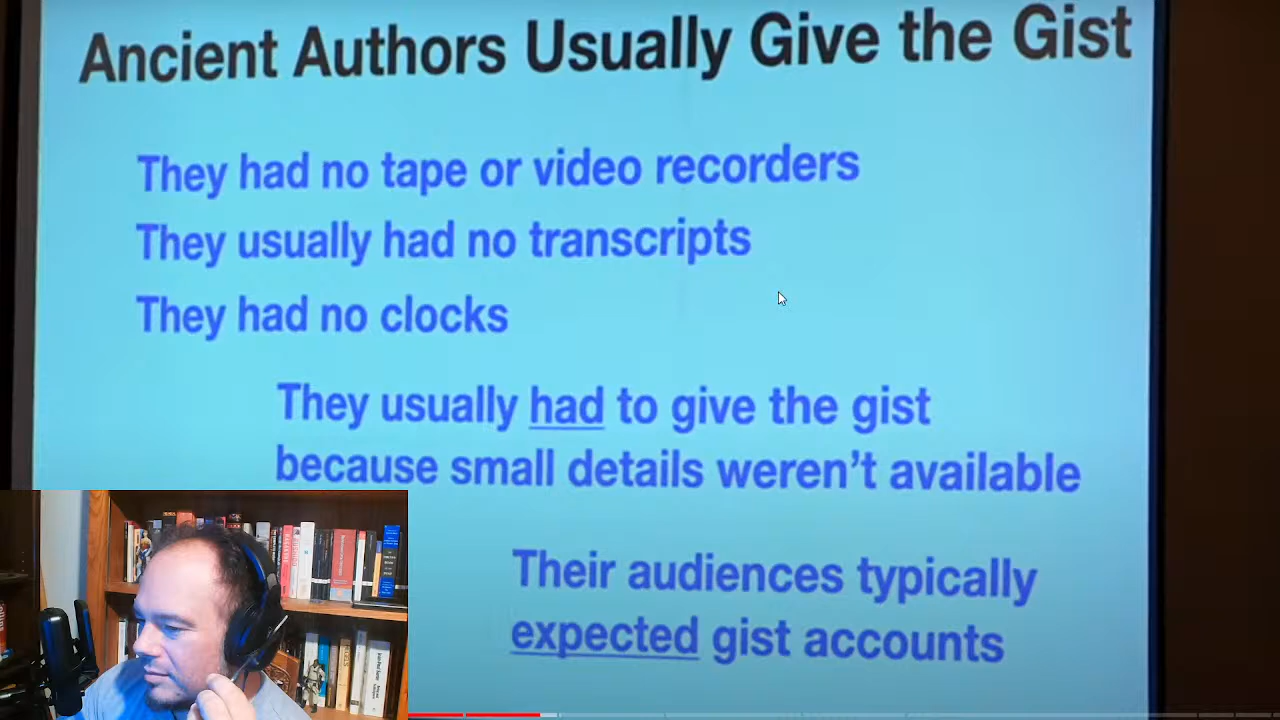 Ancient Authors Usually Give the Gist
They had no tape or video recorders
They usually had no transcripts
They had no clocks
They usually had to give the gist
because small details weren't available
Their audiences typically
expected gist accounts